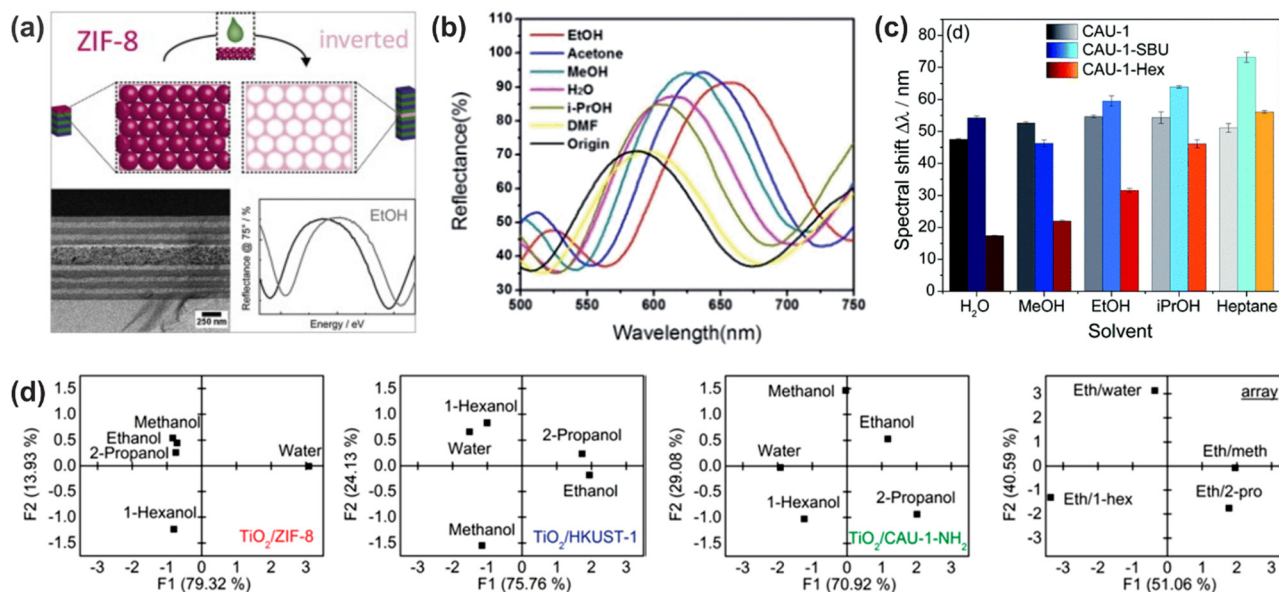 (a)
ZIF-8
inverted
250 nm
Reflectance @ 75° / %
EtOH
Energy / eV
(b)
Reflectance(%)
110
100
90
80
70
60
50
40
30
EtOH
Acetone
MeOH
H₂O
i-PrOH
DMF
Origin
500 550 600 650 700 750
Wavelength(nm)
(c)
(d)
Spectral shift Δλ / nm
80
70
60
50
40
30
20
10
0
CAU-1
CAU-1-SBU
CAU-1-Hex
H₂O MeOH EtOH iPrOH Heptane
Solvent
(d)
F2 (13.93 %)
1.5
1.0
0.5
0.0
-0.5
-1.0
-1.5
Methanol
Ethanol
2-Propanol
Water
1-Hexanol
TiO₂/ZIF-8
-3 -2 -1 0 1 2 3
F1 (79.32 %)
F2 (24.13 %)
1.5
1.0
0.5
0.0
-0.5
-1.0
-1.5
1-Hexanol
Water
2-Propanol
Ethanol
Methanol
TiO₂/HKUST-1
-3 -2 -1 0 1 2 3
F1 (75.76 %)
F2 (29.08 %)
1.5
1.0
0.5
0.0
-0.5
-1.0
-1.5
Methanol
Ethanol
Water
1-Hexanol
2-Propanol
TiO₂/CAU-1-NH₂
-3 -2 -1 0 1 2 3
F1 (70.92 %)
F2 (40.59 %)
3
2
1
0
-1
-2
-3
Eth/water
array
Eth/meth
Eth/1-hex
Eth/2-pro
-3 -2 -1 0 1 2 3
F1 (51.06 %)